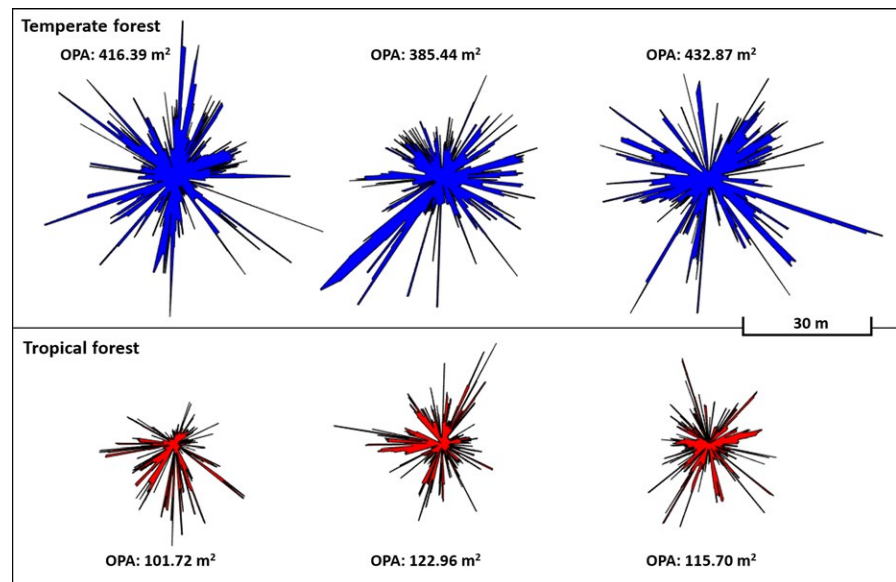 Temperate forest
OPA: 416.39 m²
385.44 m²
OPA: 432.87 m²
30 m
Tropical forest
OPA: 101.72 m²
OPA: 122.96 m²
OPA: 115.70 m²